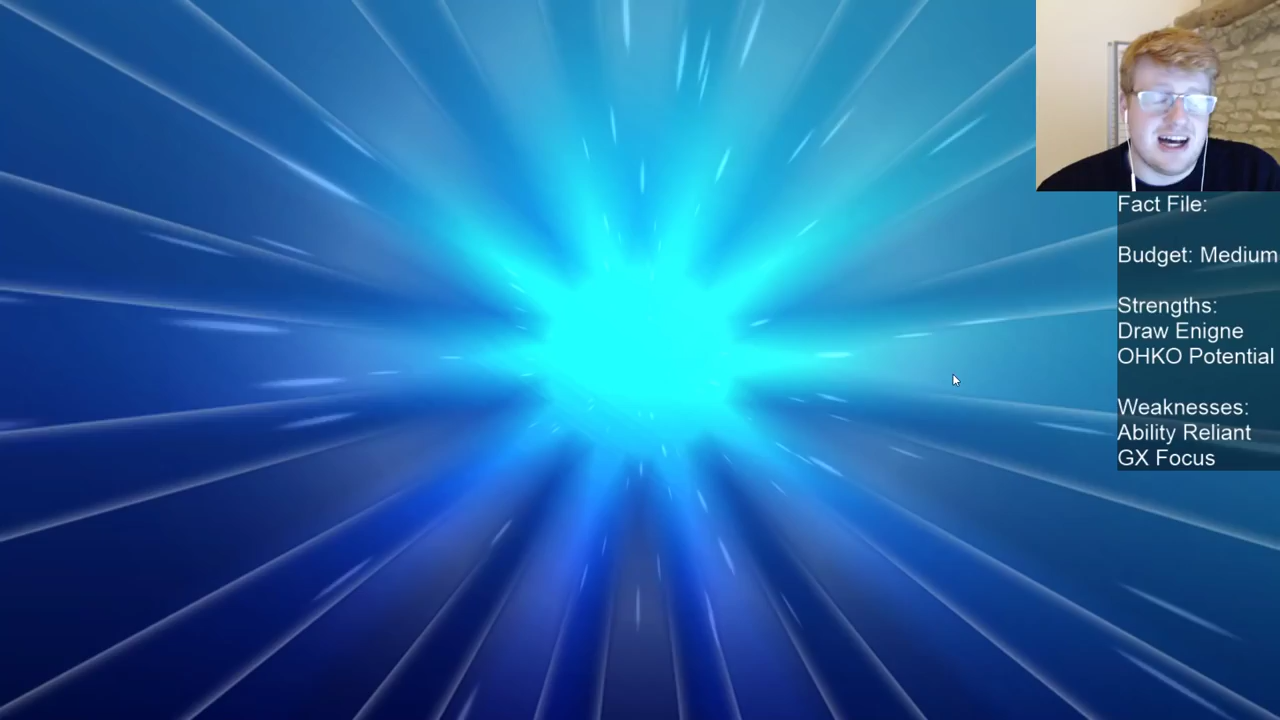 Fact File:
Budget: Medium
Strengths:
Draw Enigne
OHKO Potential
Weaknesses:
Ability Reliant
GX Focus